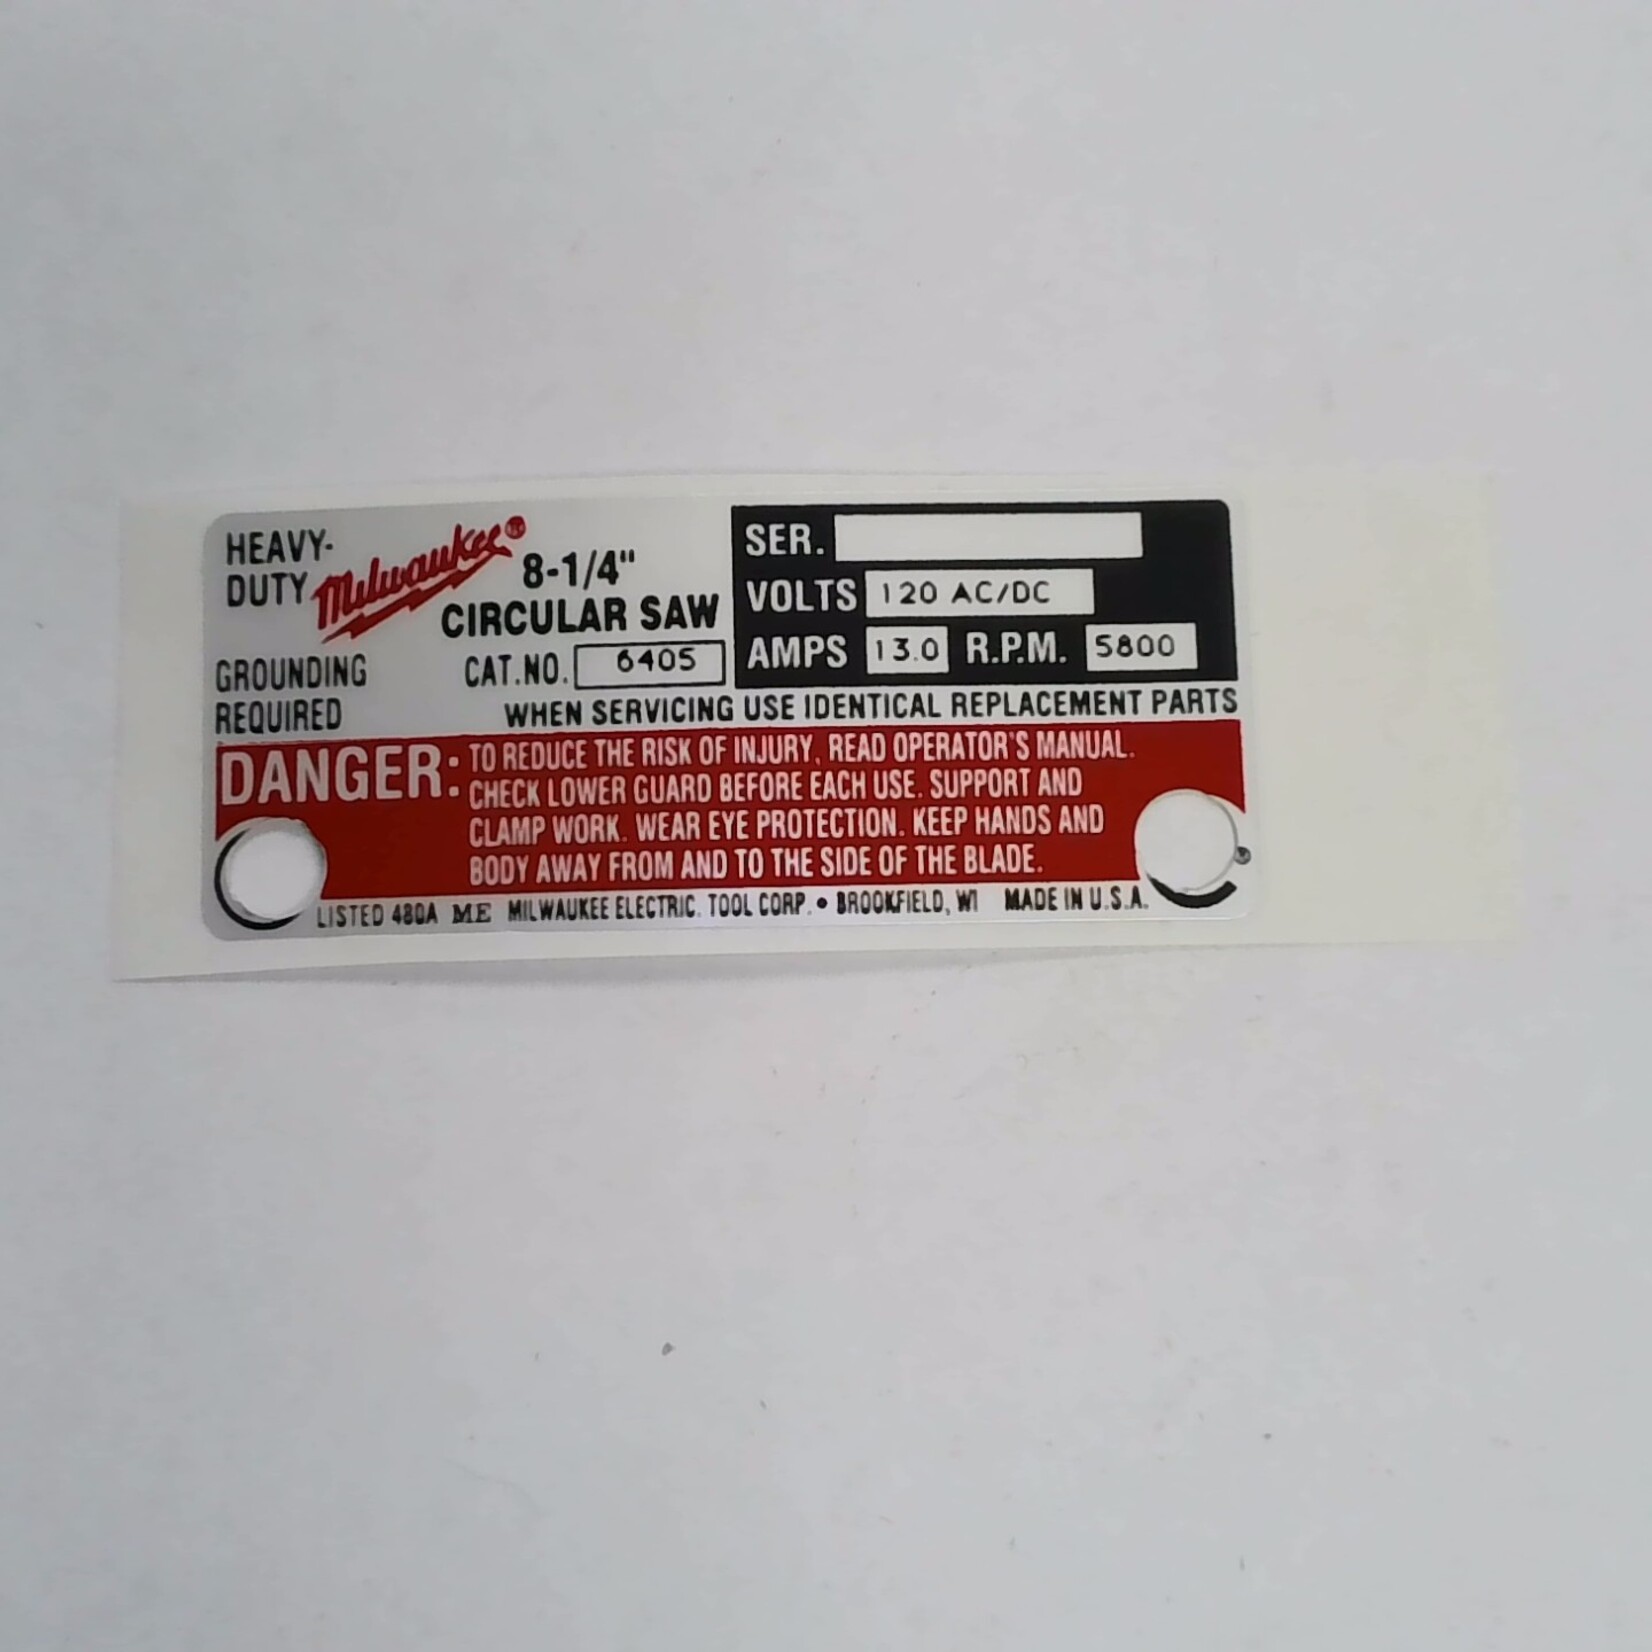 HEAVY-
DUTY Milwaukee®
8-1/4"
CIRCULAR SAW
GROUNDING
REQUIRED
CAT.NO. 6405
SER.
VOLTS 120 AC/DC
AMPS 13.0 R.P.M. 5800
WHEN SERVICING USE IDENTICAL REPLACEMENT PARTS
DANGER: TO REDUCE THE RISK OF INJURY, READ OPERATOR'S MANUAL.
CHECK LOWER GUARD BEFORE EACH USE. SUPPORT AND
CLAMP WORK. WEAR EYE PROTECTION. KEEP HANDS AND
BODY AWAY FROM AND TO THE SIDE OF THE BLADE.
LISTED 480A ME MILWAUKEE ELECTRIC TOOL CORP. • BROOKFIELD, WI MADE IN U.S.A.